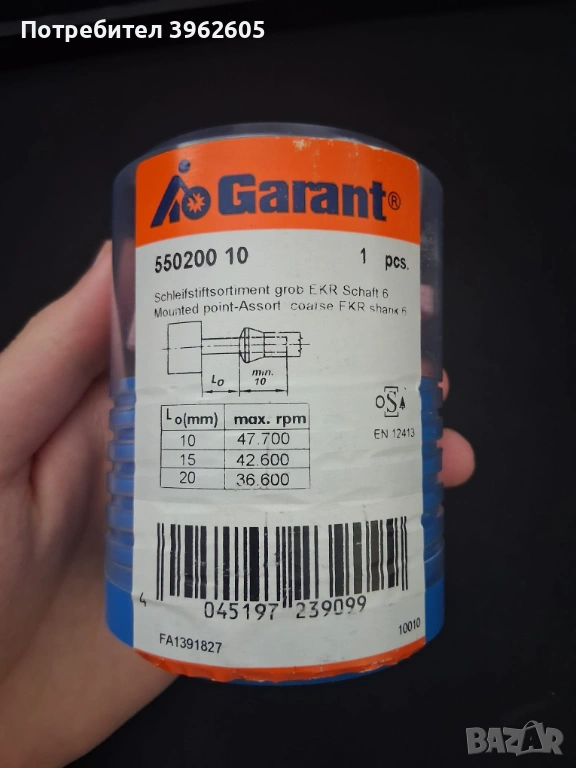 Потребител 3962605
Garant®
550200 10 1 pcs.
Schleifstiftsortiment grob EKR Schaft 6
Mounted point-Assort. coarse EKR shank 6
Lo min. 10
Lo(mm) max. rpm
10 47.700
15 42.600
20 36.600
oSa
EN 12413
4 045197 239099
FA1391827 10010
BAZAR